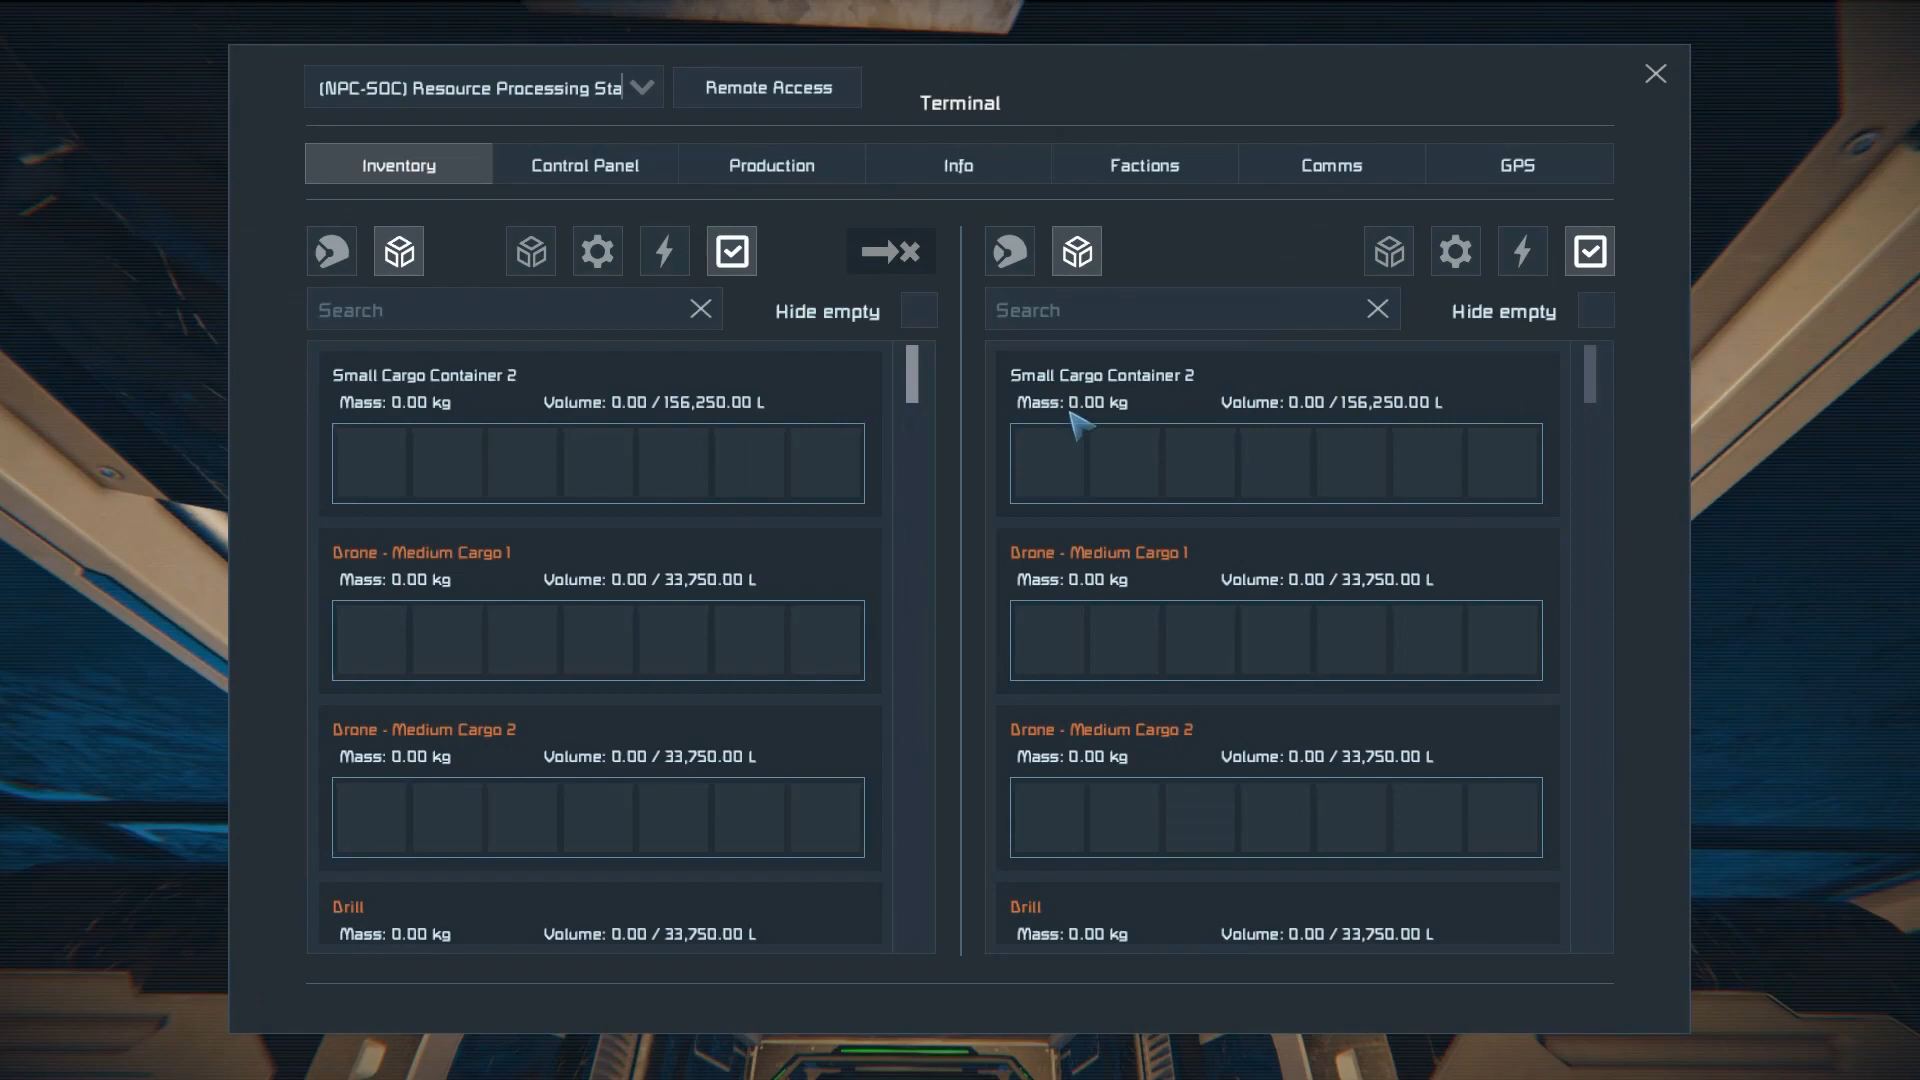 (NPC-SOC) Resource Processing Sta
Remote Access
Terminal
Inventory
Control Panel
Production
Info
Factions
Comms
GPS
Search
Hide empty
Search
Hide empty
Small Cargo Container 2
Mass: 0.00 kg
Volume: 0.00 / 156,250.00 L
Drone - Medium Cargo 1
Mass: 0.00 kg
Volume: 0.00 / 33,750.00 L
Drone - Medium Cargo 2
Mass: 0.00 kg
Volume: 0.00 / 33,750.00 L
Drill
Mass: 0.00 kg
Volume: 0.00 / 33,750.00 L
Small Cargo Container 2
Mass: 0.00 kg
Volume: 0.00 / 156,250.00 L
Drone - Medium Cargo 1
Mass: 0.00 kg
Volume: 0.00 / 33,750.00 L
Drone - Medium Cargo 2
Mass: 0.00 kg
Volume: 0.00 / 33,750.00 L
Drill
Mass: 0.00 kg
Volume: 0.00 / 33,750.00 L